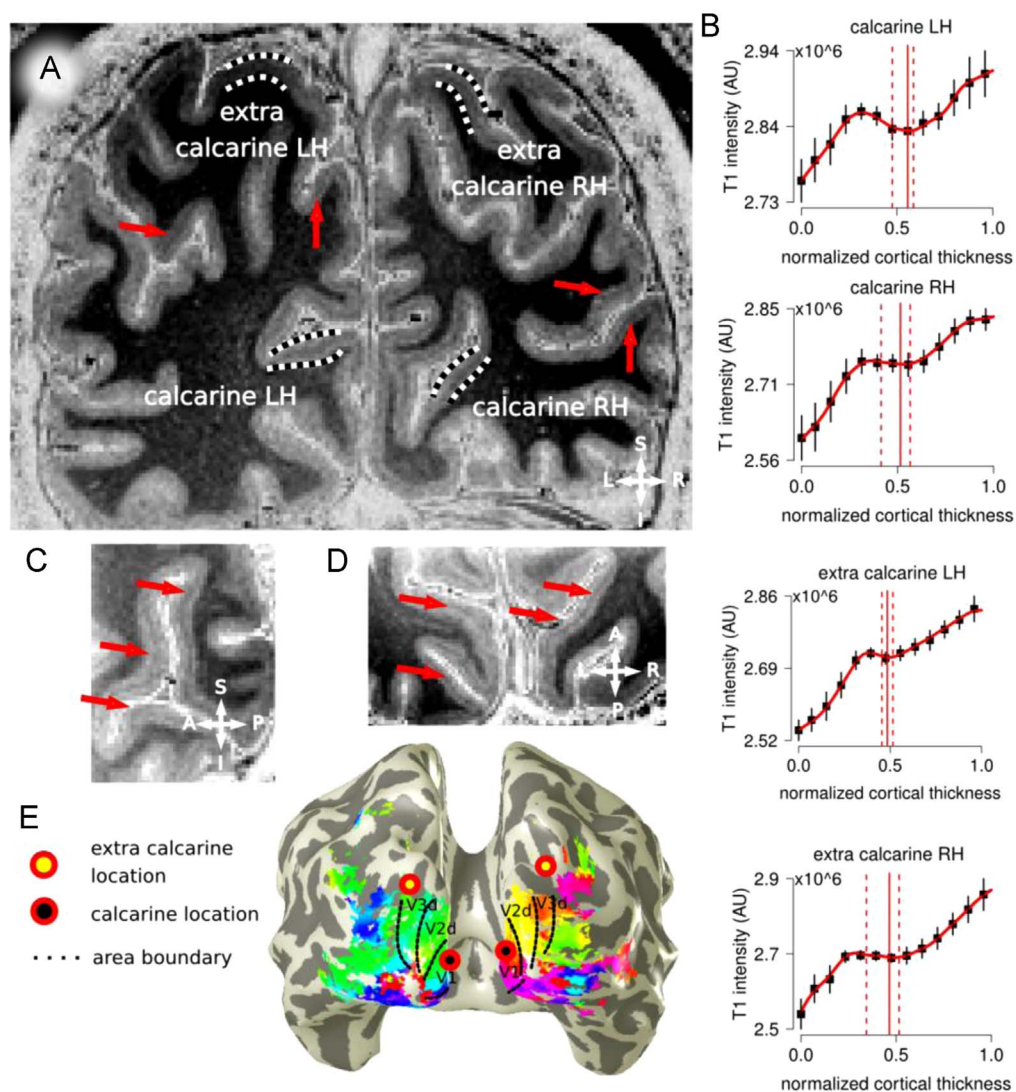 A
extra
calcarine LH
extra
calcarine RH
calcarine LH
calcarine RH
S
L R
I
B
calcarine LH
x10^6
T1 intensity (AU)
2.94
2.84
2.73
0.0 0.5 1.0
normalized cortical thickness
calcarine RH
x10^6
T1 intensity (AU)
2.85
2.71
2.56
0.0 0.5 1.0
normalized cortical thickness
extra calcarine LH
x10^6
T1 intensity (AU)
2.86
2.69
2.52
0.0 0.5 1.0
normalized cortical thickness
extra calcarine RH
x10^6
T1 intensity (AU)
2.9
2.7
2.5
0.0 0.5 1.0
normalized cortical thickness
C
S
A P
I
D
A
L R
P
E
extra calcarine
location
calcarine location
area boundary
V3d
V2d
V1
V2d
V3d
V1